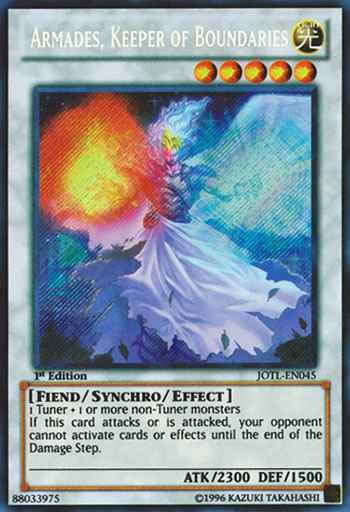 ARMADES, KEEPER OF BOUNDARIES
光
1st Edition
JOTL-EN045
[FIEND/SYNCHRO/EFFECT]
1 Tuner + 1 or more non-Tuner monsters
If this card attacks or is attacked, your opponent
cannot activate cards or effects until the end of the
Damage Step.
ATK/2300 DEF/1500
88033975
©1996 KAZUKI TAKAHASHI